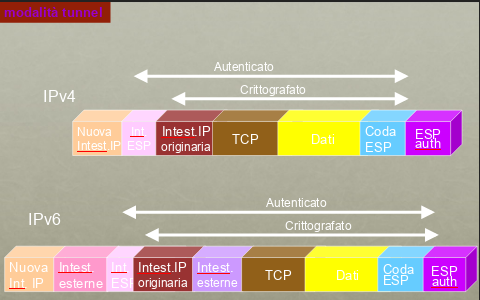 modalità tunnel
Autenticato
Crittografato
IPv4
Nuova
Intest IP
Int
ESP
Intest.IP
originaria
TCP
Dati
Coda
ESP
ESP
auth
Autenticato
Crittografato
IPv6
Nuova
Int. IP
Intest.
esterne
Int
ESP
Intest.IP
originaria
Intest.
esterne
TCP
Dati
Coda
ESP
ESP
auth